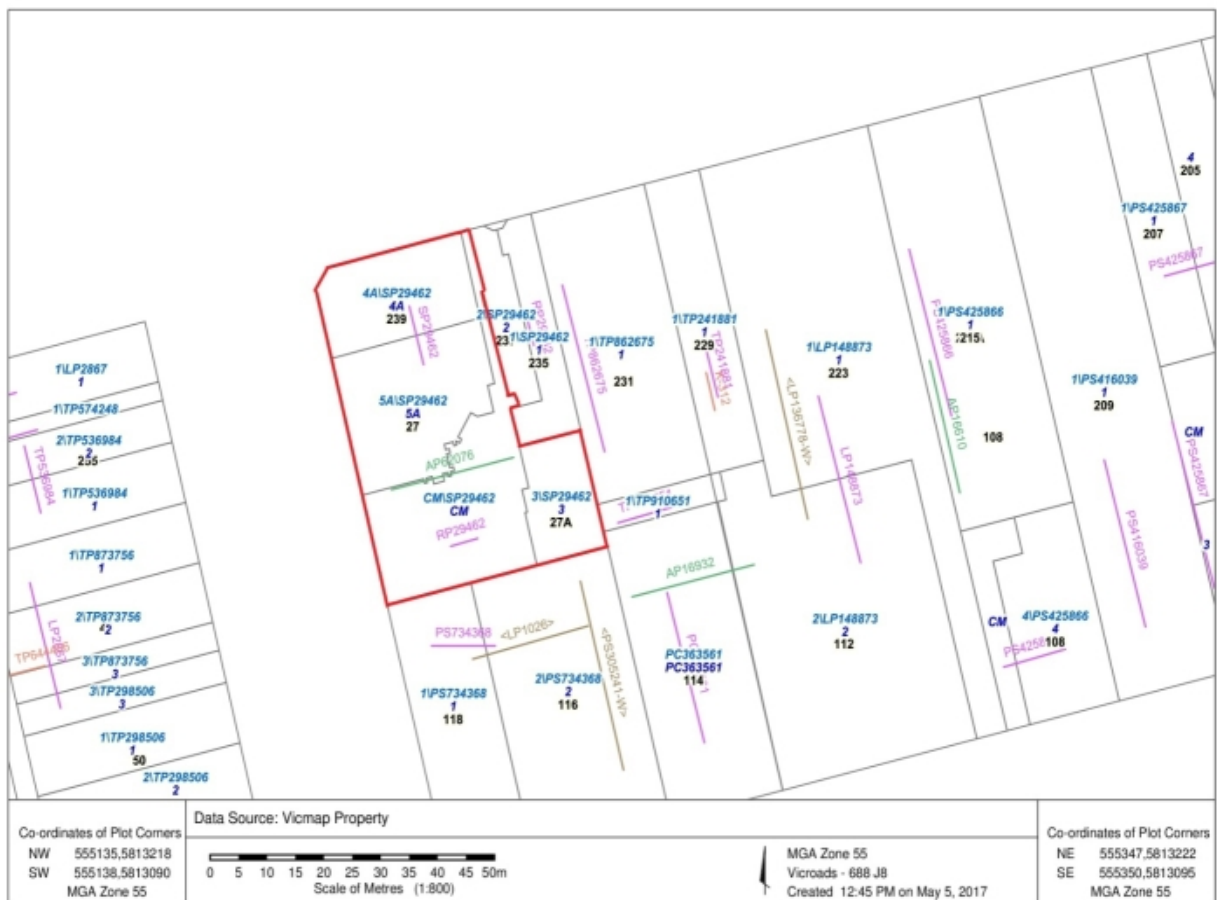 4
205
1\PS425867
1
207
PS425867
4A\SP29462
4A
239
SP29462
2\SP29462
2
1\SP29462
1
235
1\TP862675
1
231
1\TP241881
1
229
TP241881
1\LP148873
1
223
<LP136778-W>
LP148873
1\PS425866
1
PS425866
AP16610
108
1\PS416039
1
209
PS416039
CM
PS425867
3
1\LP2867
1
1\TP574248
2\TP536984
2
TP536984
1\TP536984
1
1\TP873756
1
2\TP873756
2
3\TP873756
3
3\TP298506
3
1\TP298506
1
50
2\TP298506
2
5A\SP29462
5A
27
CM\SP29462
CM
RP29462
3\SP29462
3
27A
1\TP910651
1
AP16932
PS734368
<LP1026>
<PS305241-W>
1\PS734368
1
118
2\PS734368
2
116
PC363561
PC363561
114
2\LP148873
2
112
CM
4\PS425866
4
108
Co-ordinates of Plot Corners
NW 555135,5813218
SW 555138,5813090
MGA Zone 55
Data Source: Vicmap Property
0 5 10 15 20 25 30 35 40 45 50m
Scale of Metres (1:800)
MGA Zone 55
Vicroads - 688 J8
Created 12:45 PM on May 5, 2017
Co-ordinates of Plot Corners
NE 555347,5813222
SE 555350,5813095
MGA Zone 55